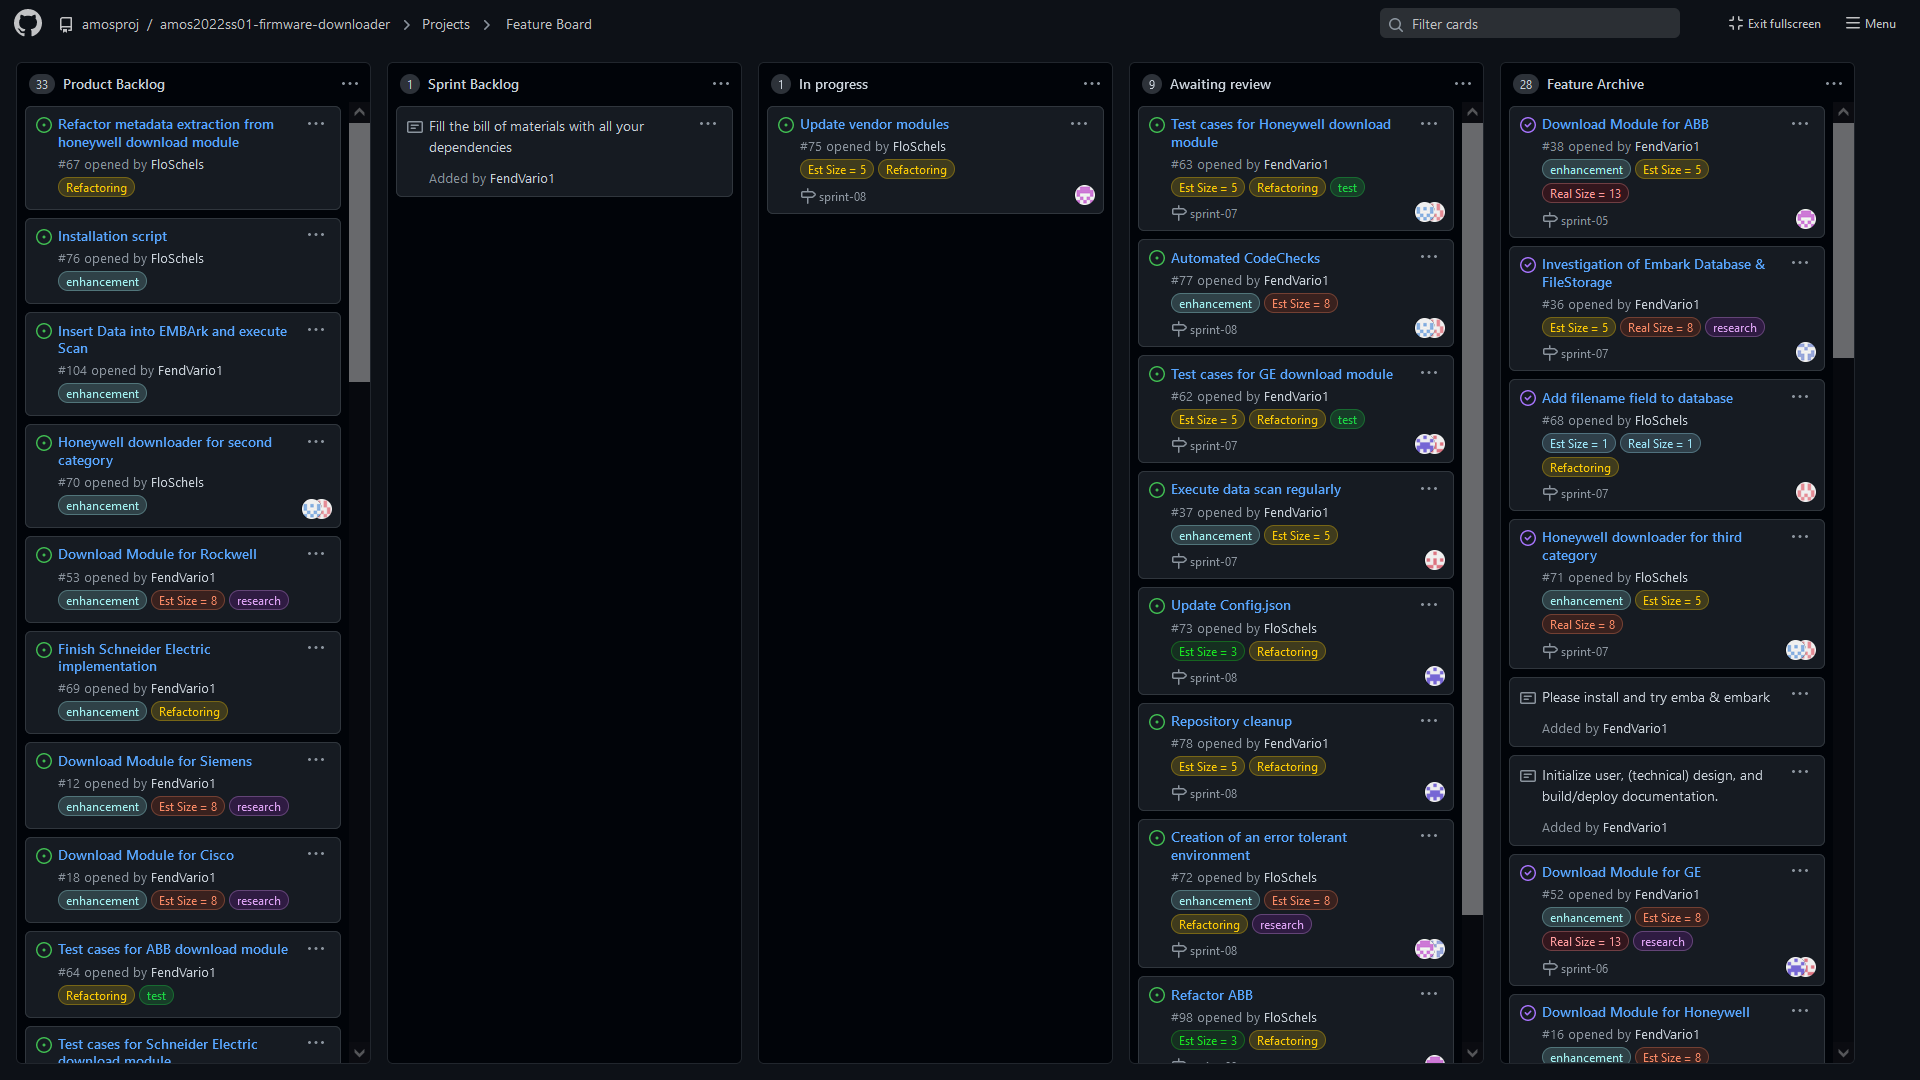 amosproj / amos2022ss01-firmware-downloader Projects Feature Board
Filter cards
Exit fullscreen
Menu
33 Product Backlog
Refactor metadata extraction from
honeywell download module
#67 opened by FloSchels
Refactoring
Installation script
#76 opened by FloSchels
enhancement
Insert Data into EMBArk and execute
Scan
#104 opened by FendVario1
enhancement
Honeywell downloader for second
category
#70 opened by FloSchels
enhancement
Download Module for Rockwell
#53 opened by FendVario1
enhancement Est Size = 8 research
Finish Schneider Electric
implementation
#69 opened by FendVario1
enhancement Refactoring
Download Module for Siemens
#12 opened by FendVario1
enhancement Est Size = 8 research
Download Module for Cisco
#18 opened by FendVario1
enhancement Est Size = 8 research
Test cases for ABB download module
#64 opened by FendVario1
Refactoring test
Test cases for Schneider Electric
download module
1 Sprint Backlog
Fill the bill of materials with all your
dependencies
Added by FendVario1
1 In progress
Update vendor modules
#75 opened by FloSchels
Est Size = 5 Refactoring
sprint-08
9 Awaiting review
Test cases for Honeywell download
module
#63 opened by FendVario1
Est Size = 5 Refactoring test
sprint-07
Automated CodeChecks
#77 opened by FendVario1
enhancement Est Size = 8
sprint-08
Test cases for GE download module
#62 opened by FendVario1
Est Size = 5 Refactoring test
sprint-07
Execute data scan regularly
#37 opened by FendVario1
enhancement Est Size = 5
sprint-07
Update Config.json
#73 opened by FloSchels
Est Size = 3 Refactoring
sprint-08
Repository cleanup
#78 opened by FendVario1
Est Size = 5 Refactoring
sprint-08
Creation of an error tolerant
environment
#72 opened by FloSchels
enhancement Est Size = 8
Refactoring research
sprint-08
Refactor ABB
#98 opened by FloSchels
Est Size = 3 Refactoring
28 Feature Archive
Download Module for ABB
#38 opened by FendVario1
enhancement Est Size = 5
Real Size = 13
sprint-05
Investigation of Embark Database &
FileStorage
#36 opened by FendVario1
Est Size = 5 Real Size = 8 research
sprint-07
Add filename field to database
#68 opened by FloSchels
Est Size = 1 Real Size = 1
Refactoring
sprint-07
Honeywell downloader for third
category
#71 opened by FloSchels
enhancement Est Size = 5
Real Size = 8
sprint-07
Please install and try emba & embark
Added by FendVario1
Initialize user, (technical) design, and
build/deploy documentation.
Added by FendVario1
Download Module for GE
#52 opened by FendVario1
enhancement Est Size = 8
Real Size = 13 research
sprint-06
Download Module for Honeywell
#16 opened by FendVario1
enhancement Est Size = 8